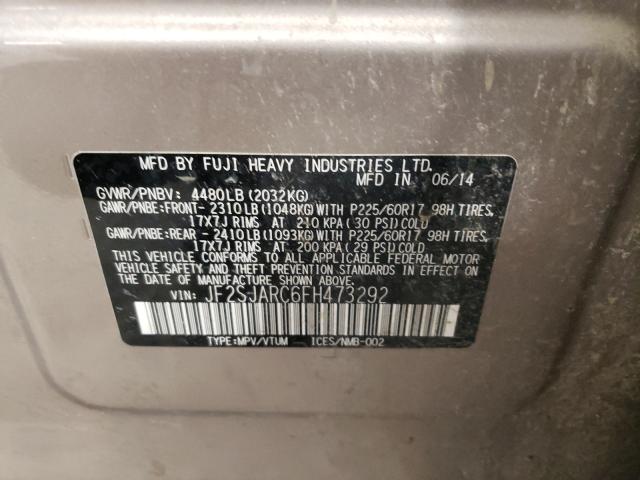 MFD BY FUJI HEAVY INDUSTRIES LTD.
MFD IN 06/14
GVWR/PNBV: 4480LB(2032KG)
GAWR/PNBE:FRONT-2310LB(1048KG)WITH P225/60R17 98H TIRES,
17X7J RIMS AT 210 KPA (30 PSI)COLD
GAWR/PNBE:REAR -2410LB(1093KG)WITH P225/60R17 98H TIRES,
17X7J RIMS AT 200 KPA (29 PSI)COLD
THIS VEHICLE CONFORMS TO ALL APPLICABLE FEDERAL MOTOR
VEHICLE SAFETY AND THEFT PREVENTION STANDARDS IN EFFECT ON
THE DATE OF MANUFACTURE SHOWN ABOVE.
VIN: JF2SJARC6FH473292
TYPE:MPV/VTUM ICES/NMB-002